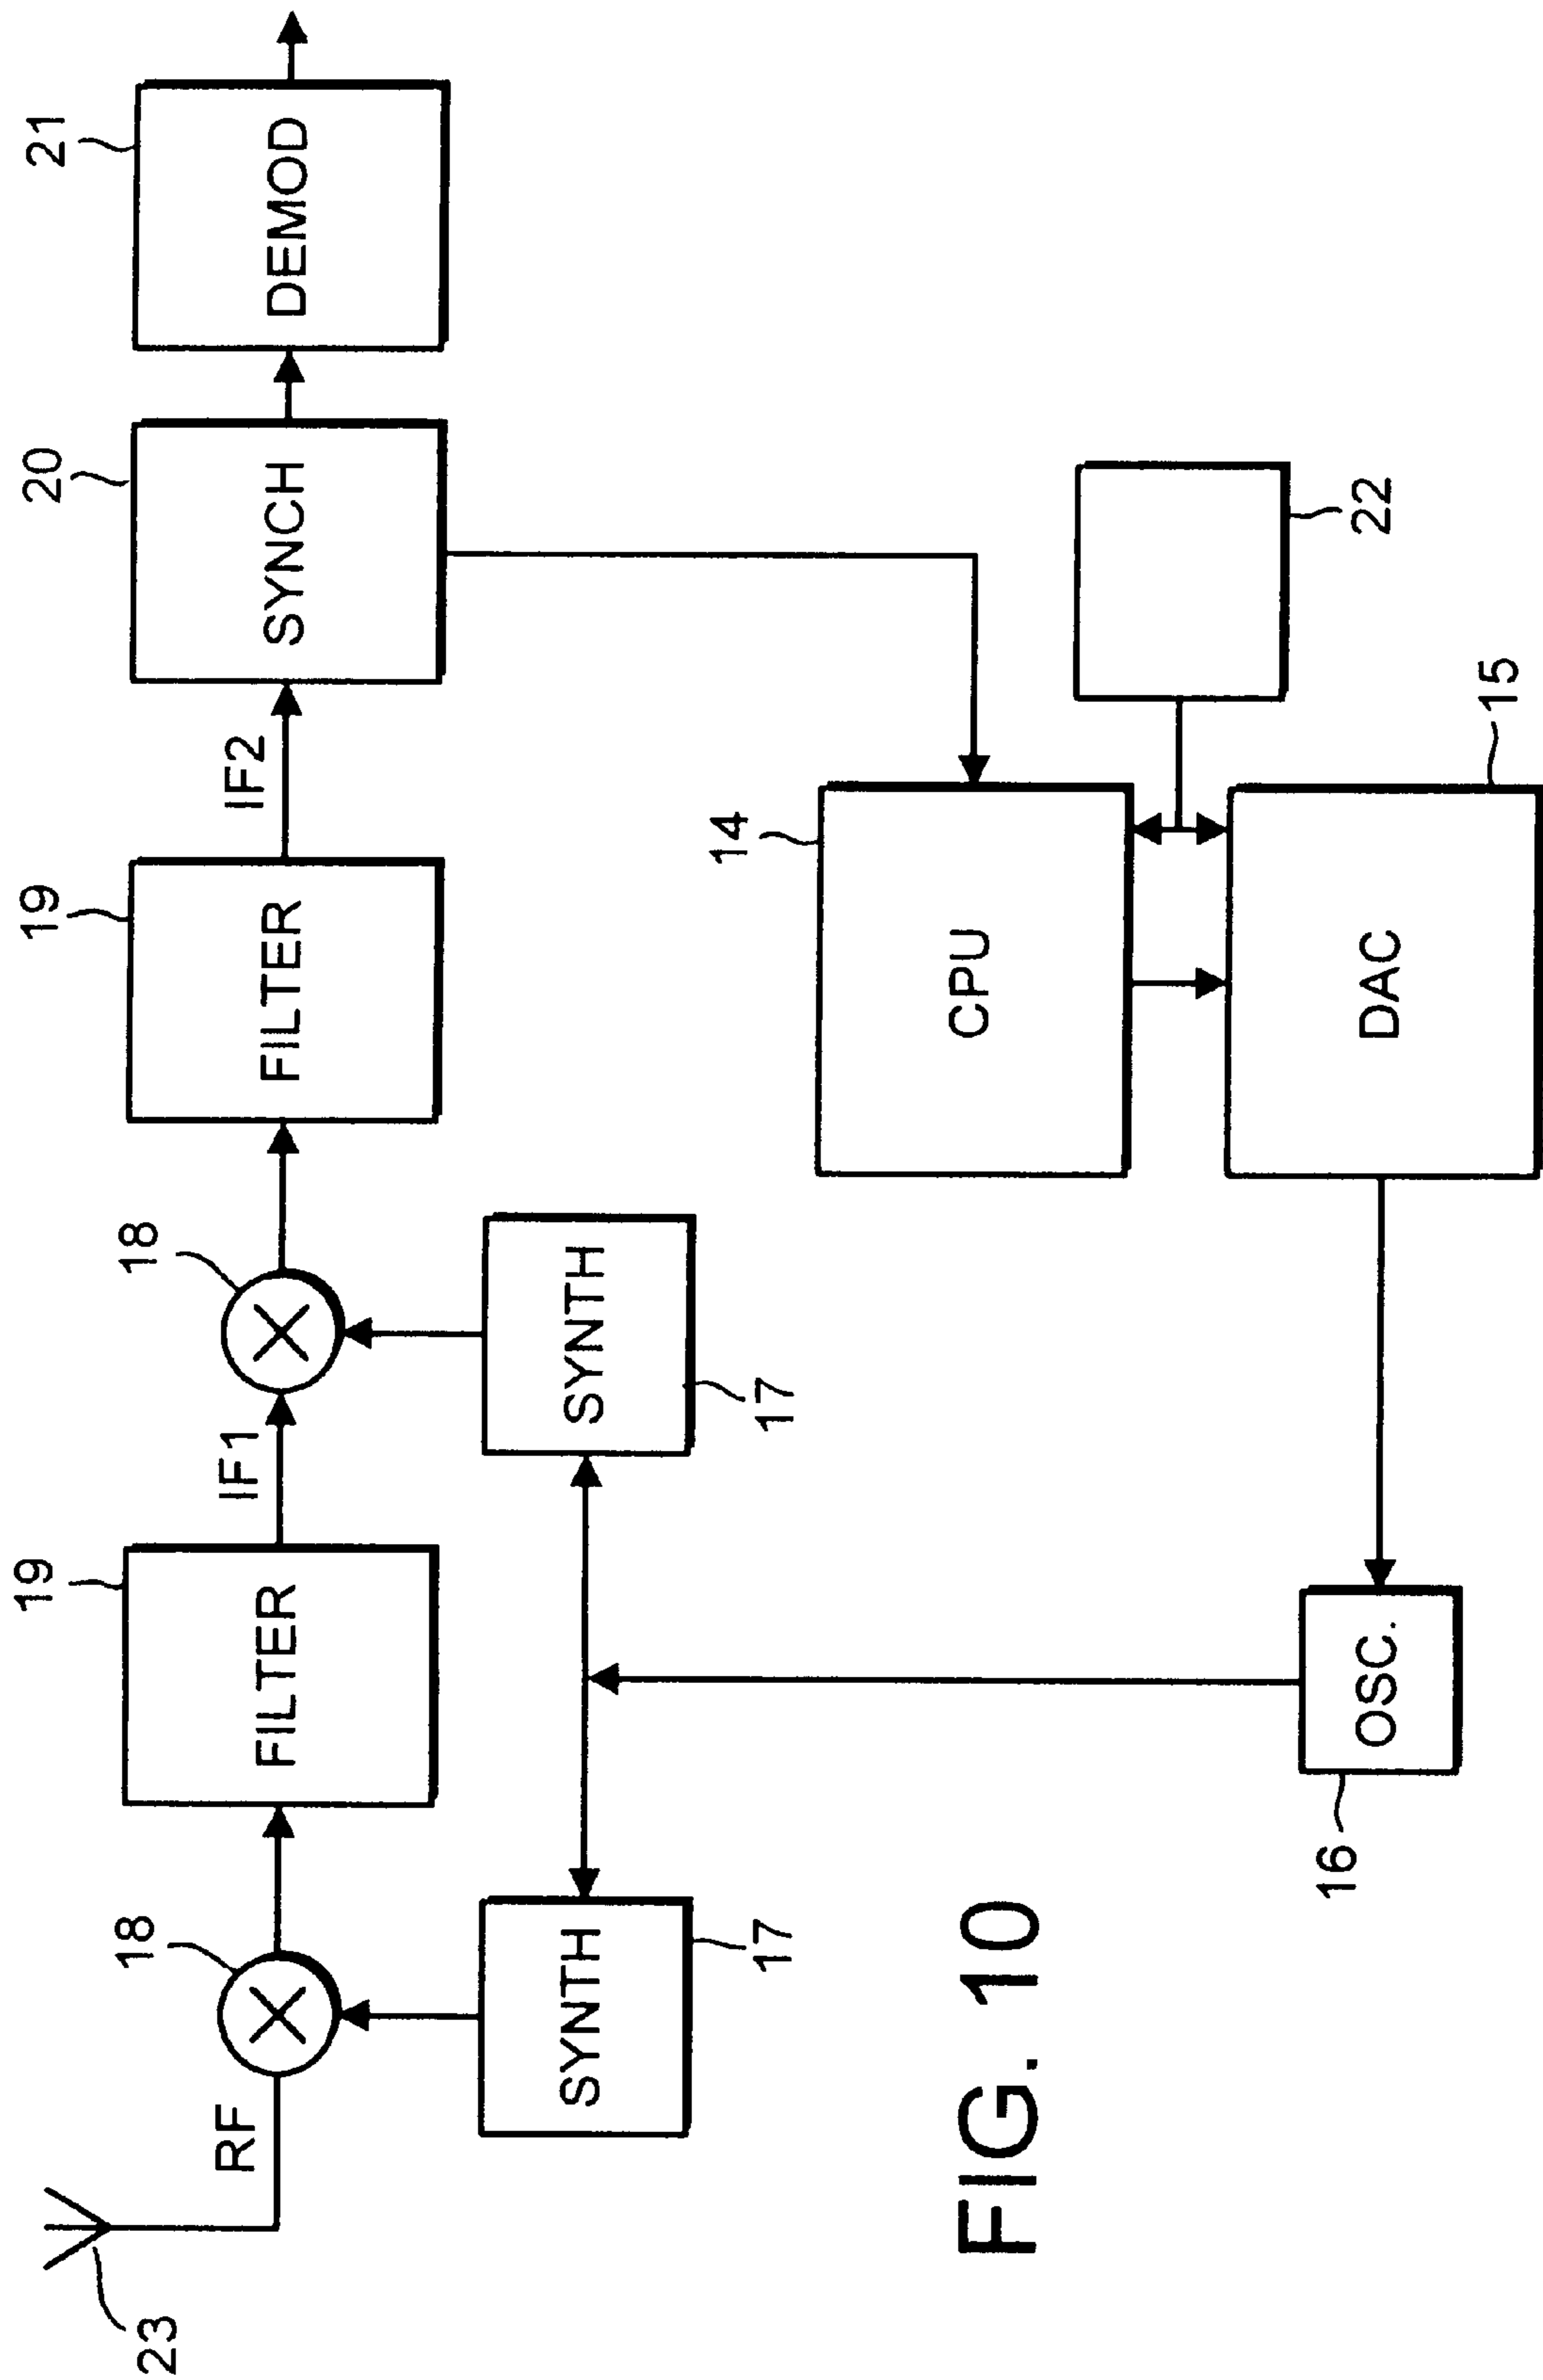 23
RF
18
SYNTH
17
FILTER
19
IF1
18
SYNTH
17
FILTER
19
IF2
SYNCH
20
DEMOD
21
CPU
14
22
DAC
15
OSC.
16
FIG. 10